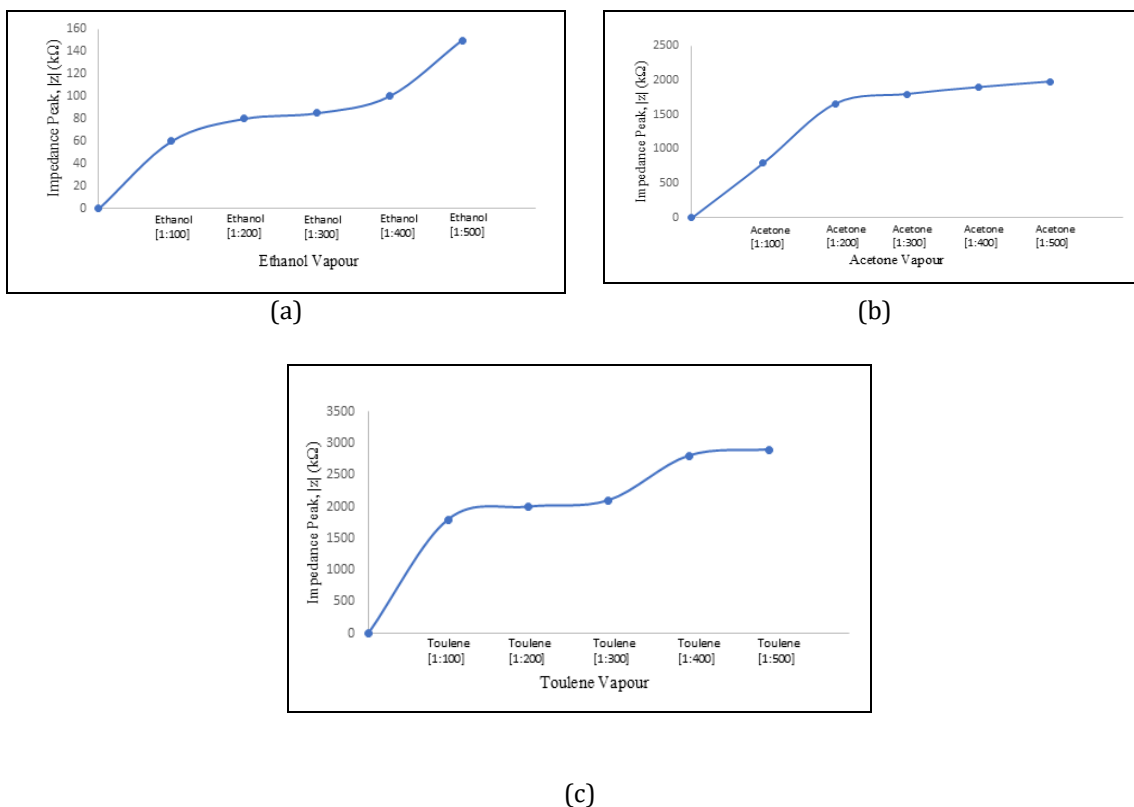 Impedance Peak, |z| (kΩ)
160
140
120
100
80
60
40
20
0
Ethanol [1:100]
Ethanol [1:200]
Ethanol [1:300]
Ethanol [1:400]
Ethanol [1:500]
Ethanol Vapour
(a)
Impedance Peak, |z| (kΩ)
2500
2000
1500
1000
500
0
Acetone [1:100]
Acetone [1:200]
Acetone [1:300]
Acetone [1:400]
Acetone [1:500]
Acetone Vapour
(b)
Impedance Peak, |z| (kΩ)
3500
3000
2500
2000
1500
1000
500
0
Toulene [1:100]
Toulene [1:200]
Toulene [1:300]
Toulene [1:400]
Toulene [1:500]
Toulene Vapour
(c)